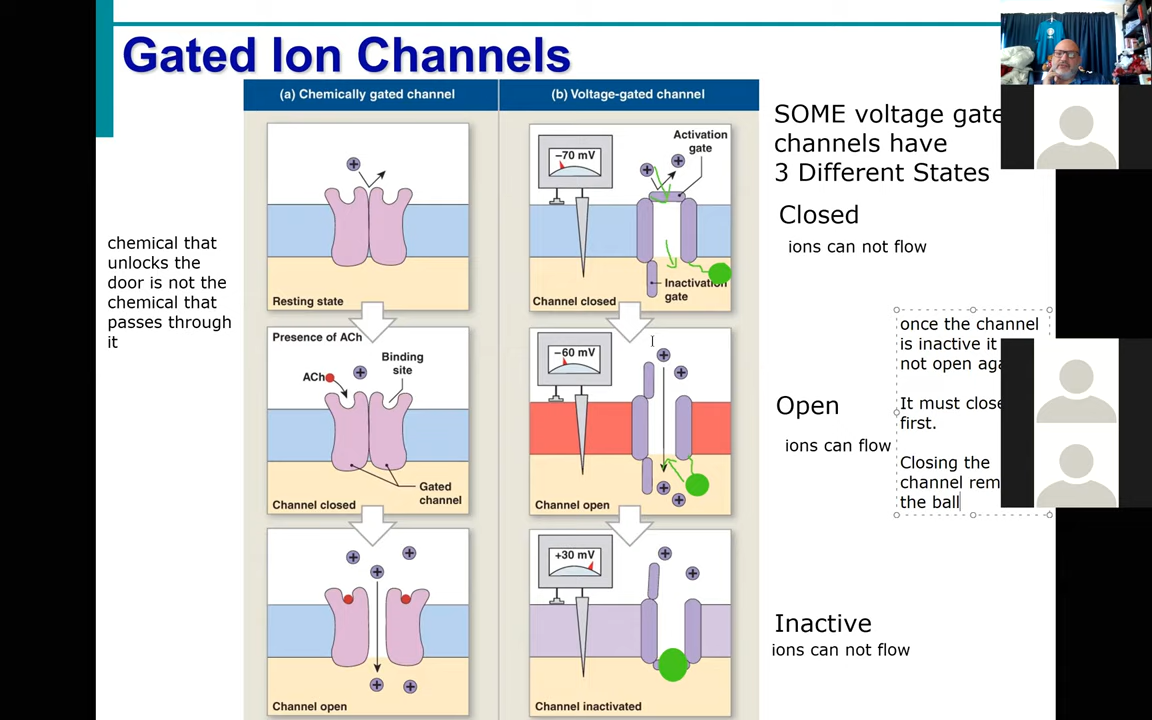 Gated Ion Channels
(a) Chemically gated channel
(b) Voltage-gated channel
chemical that
unlocks the
door is not the
chemical that
passes through
it
Resting state
Presence of ACh
ACh
Binding
site
Gated
channel
Channel closed
Channel open
−70 mV
Activation
gate
Inactivation
gate
Channel closed
−60 mV
Channel open
+30 mV
Channel inactivated
SOME voltage gate
channels have
3 Different States
Closed
ions can not flow
Open
ions can flow
once the channel
is inactive it
not open
It must close
first.
Closing the
channel
the ball
Inactive
ions can not flow